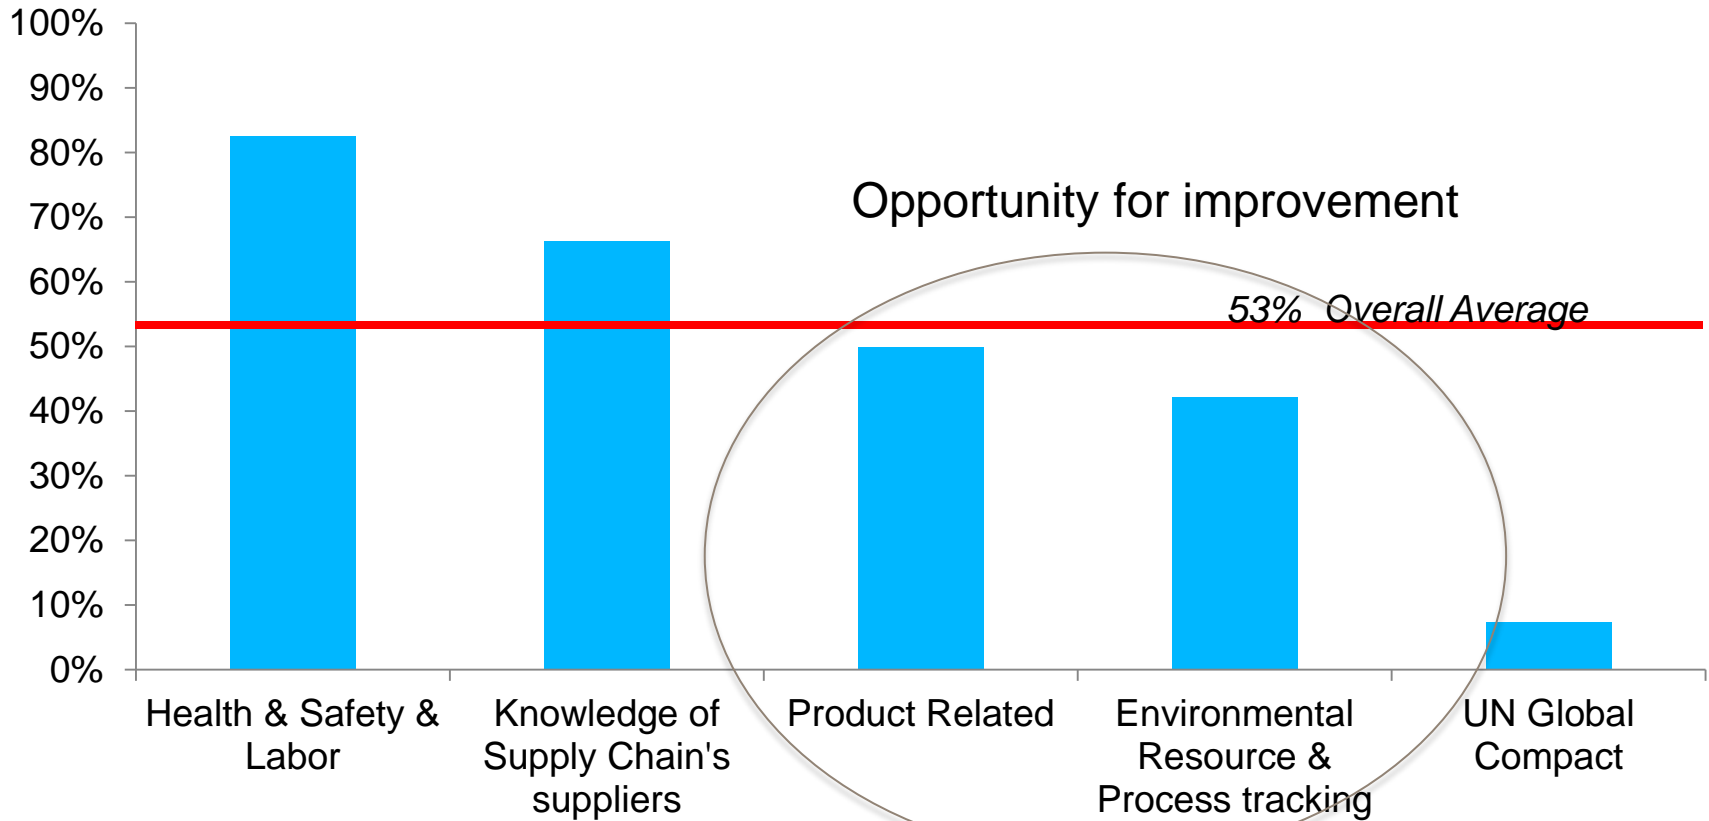 100%
90%
80%
70%
60%
50%
40%
30%
20%
10%
0%
Opportunity for improvement
53% Overall Average
Health & Safety &
Labor
Knowledge of
Supply Chain's
suppliers
Product Related
Environmental
Resource &
Process tracking
UN Global
Compact